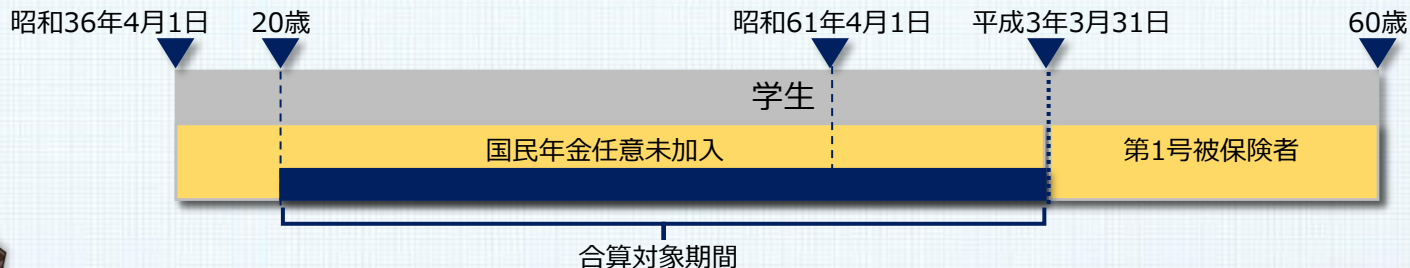 昭和36年4月1日 20歳 昭和61年4月1日 平成3年3月31日 60歳
学生
国民年金任意未加入 第1号被保険者
合算対象期間